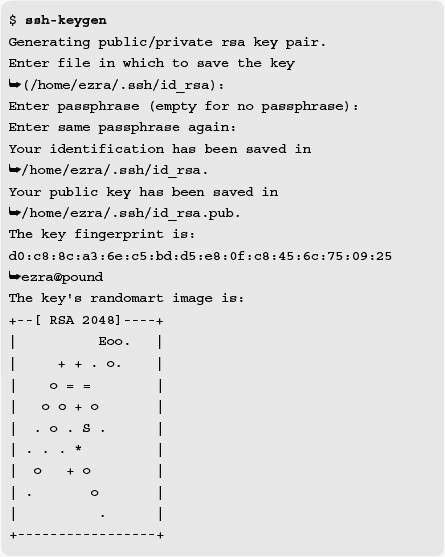 $ ssh-keygen
Generating public/private rsa key pair.
Enter file in which to save the key
➥(/home/ezra/.ssh/id_rsa):
Enter passphrase (empty for no passphrase):
Enter same passphrase again:
Your identification has been saved in
➥/home/ezra/.ssh/id_rsa.
Your public key has been saved in
➥/home/ezra/.ssh/id_rsa.pub.
The key fingerprint is:
d0:c8:8c:a3:6e:c5:bd:d5:e8:0f:c8:45:6c:75:09:25
➥ezra@pound
The key's randomart image is:
+--[ RSA 2048]----+
|          Eoo.   |
|     + + . o.    |
|    o = =        |
|   o o + o       |
|  . o . S .      |
| . . . *         |
|  o   + o        |
| .       o       |
|          .      |
+-----------------+